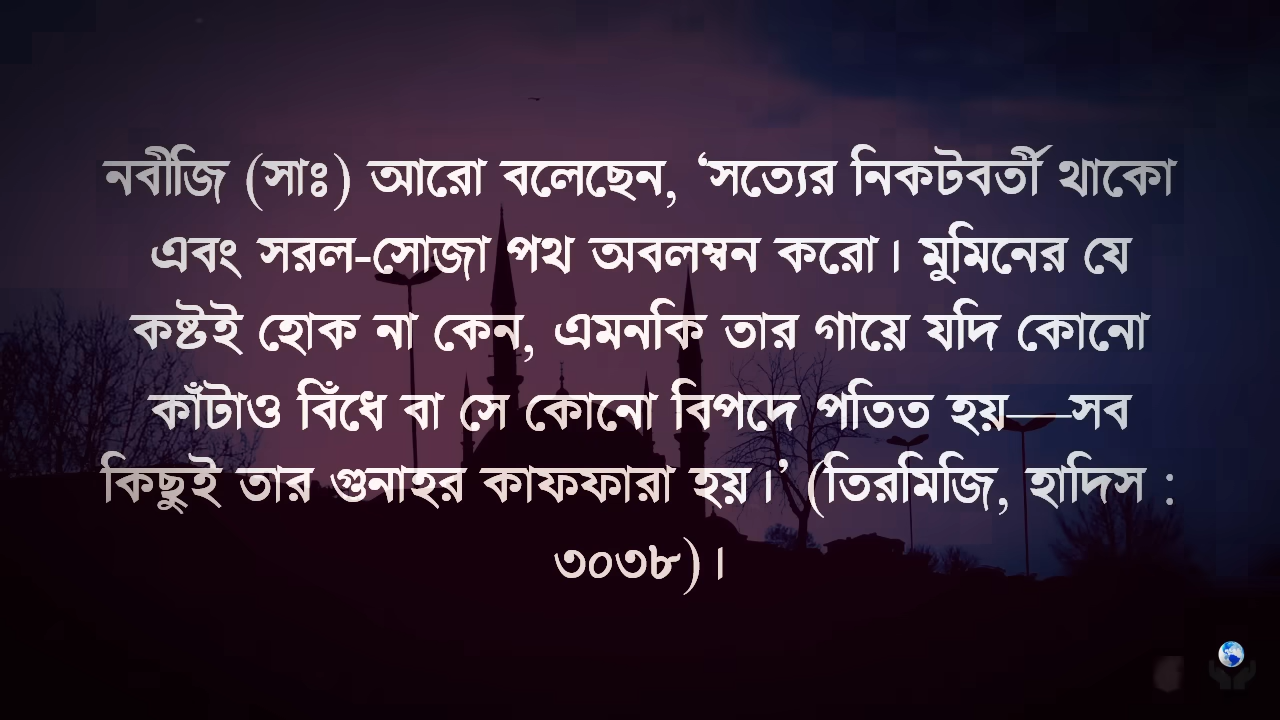 নবীজি (সাঃ) আরো বলেছেন, ‘সত্যের নিকটবর্তী থাকো
এবং সরল-সোজা পথ অবলম্বন করো। মুমিনের যে
কষ্টই হোক না কেন, এমনকি তার গায়ে যদি কোনো
কাঁটাও বিঁধে বা সে কোনো বিপদে পতিত হয়—সব
কিছুই তার গুনাহর কাফফারা হয়।’ (তিরমিজি, হাদিস :
৩০৩৮)।